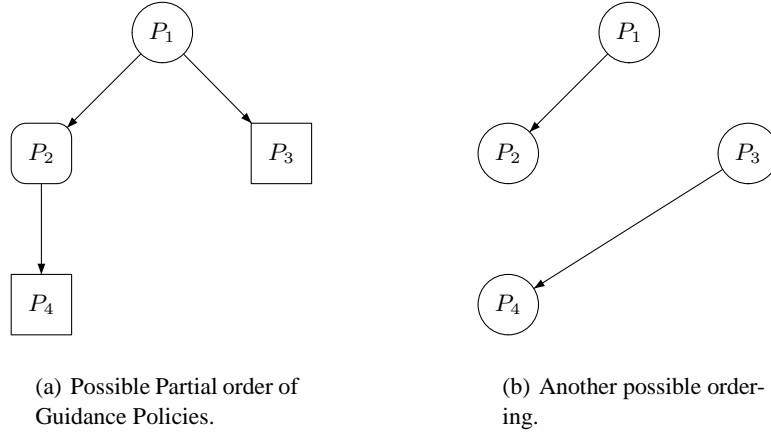 P₁
P₂
P₃
P₄
(a) Possible Partial order of
Guidance Policies.
P₁
P₂
P₃
P₄
(b) Another possible order-
ing.